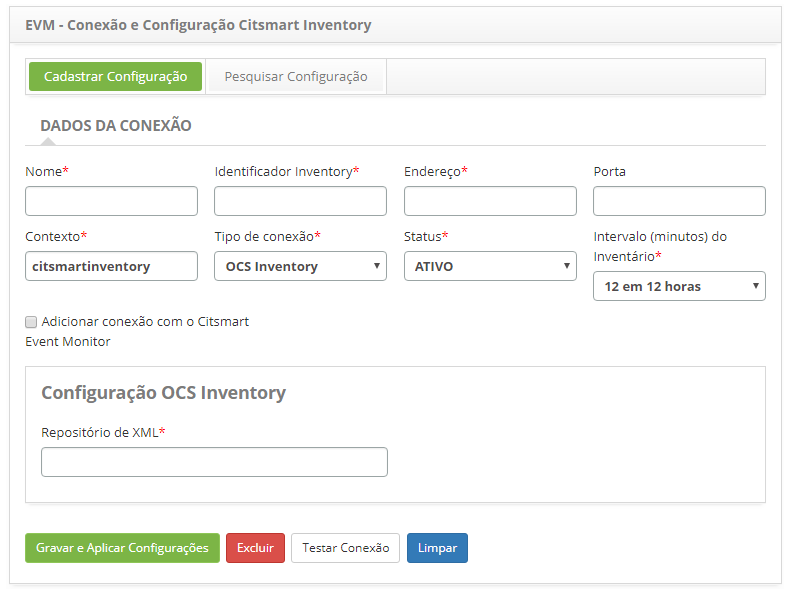 EVM - Conexão e Configuração Citsmart Inventory
Cadastrar Configuração
Pesquisar Configuração
DADOS DA CONEXÃO
Nome*
Identificador Inventory*
Endereço*
Porta
Contexto*
Tipo de conexão*
Status*
Intervalo (minutos) do
Inventário*
citsmartinventory
OCS Inventory
ATIVO
12 em 12 horas
Adicionar conexão com o Citsmart
Event Monitor
Configuração OCS Inventory
Repositório de XML*
Gravar e Aplicar Configurações
Excluir
Testar Conexão
Limpar